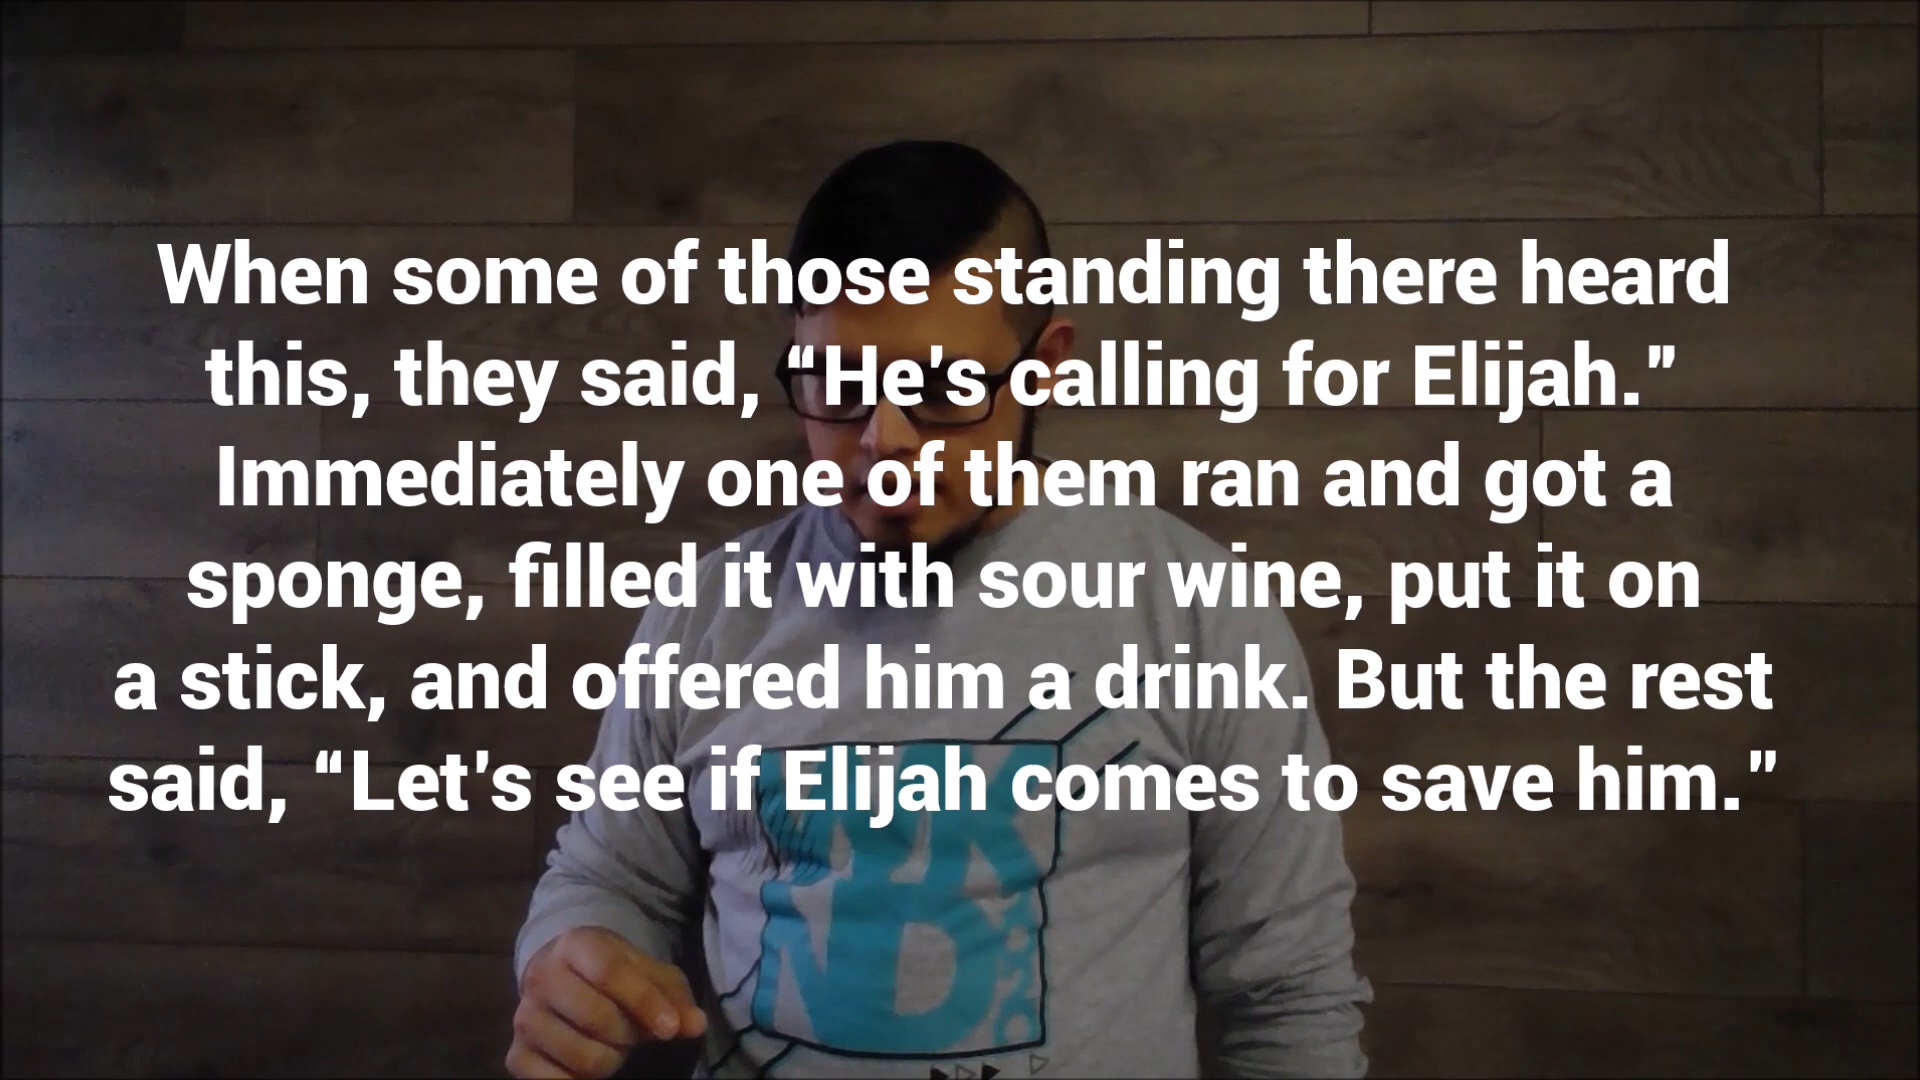 When some of those standing there heard
this, they said, “He’s calling for Elijah.”
Immediately one of them ran and got a
sponge, filled it with sour wine, put it on
a stick, and offered him a drink. But the rest
said, “Let’s see if Elijah comes to save him.”